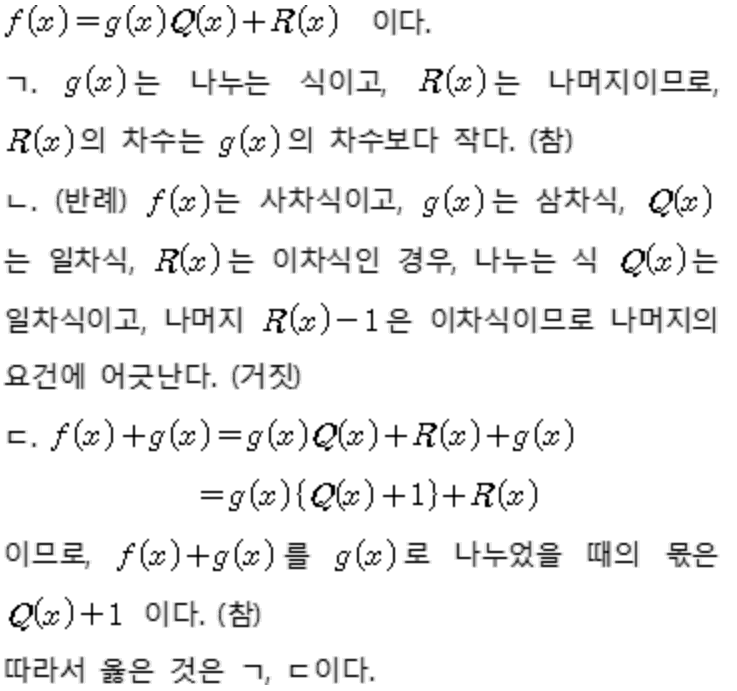 f(x)=g(x)Q(x)+R(x) 이다.
ㄱ. g(x)는 나누는 식이고, R(x)는 나머지이므로,
R(x)의 차수는 g(x)의 차수보다 작다. (참)
ㄴ. (반례) f(x)는 사차식이고, g(x)는 삼차식, Q(x)
는 일차식, R(x)는 이차식인 경우, 나누는 식 Q(x)는
일차식이고, 나머지 R(x)-1은 이차식이므로 나머지의
요건에 어긋난다. (거짓)
ㄷ. f(x)+g(x)=g(x)Q(x)+R(x)+g(x)
=g(x){Q(x)+1}+R(x)
이므로, f(x)+g(x)를 g(x)로 나누었을 때의 몫은
Q(x)+1 이다. (참)
따라서 옳은 것은 ㄱ, ㄷ이다.